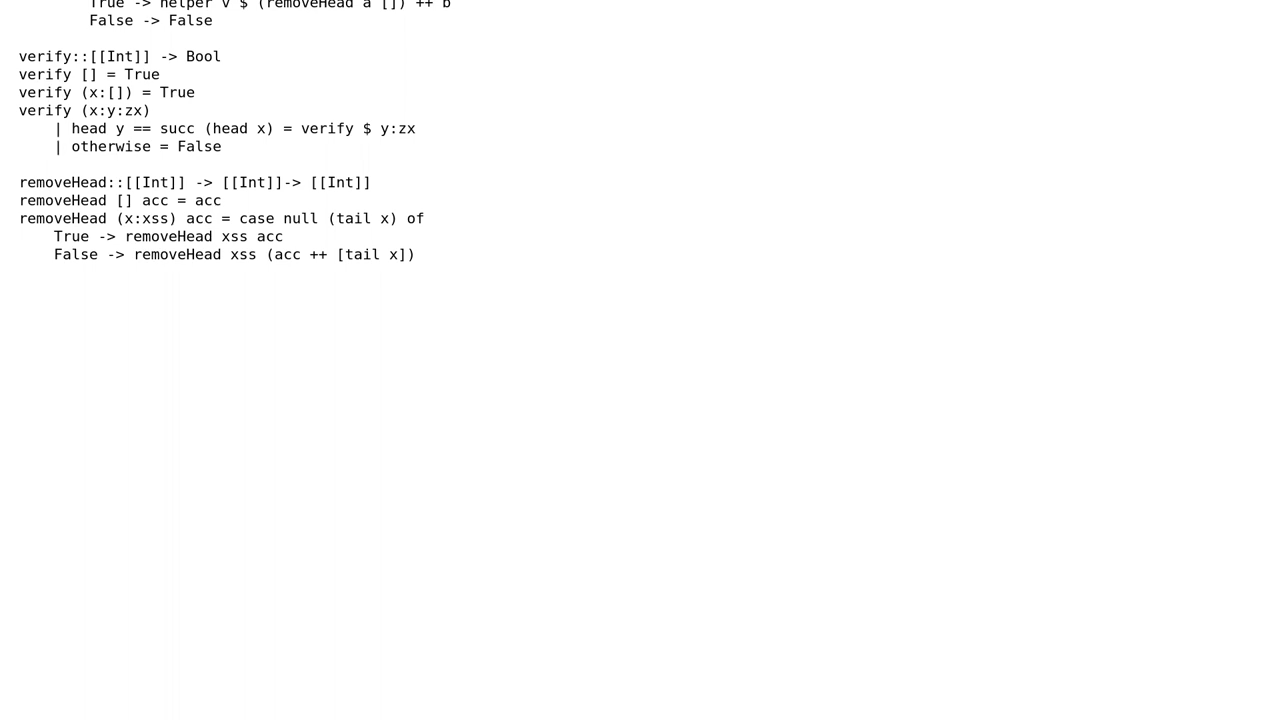 True -> helper v $ (removeHead a []) ++ b
False -> False
verify::[[Int]] -> Bool
verify [] = True
verify (x:[]) = True
verify (x:y:zx)
| head y == succ (head x) = verify $ y:zx
| otherwise = False
removeHead::[[Int]] -> [[Int]]-> [[Int]]
removeHead [] acc = acc
removeHead (x:xss) acc = case null (tail x) of
True -> removeHead xss acc
False -> removeHead xss (acc ++ [tail x])